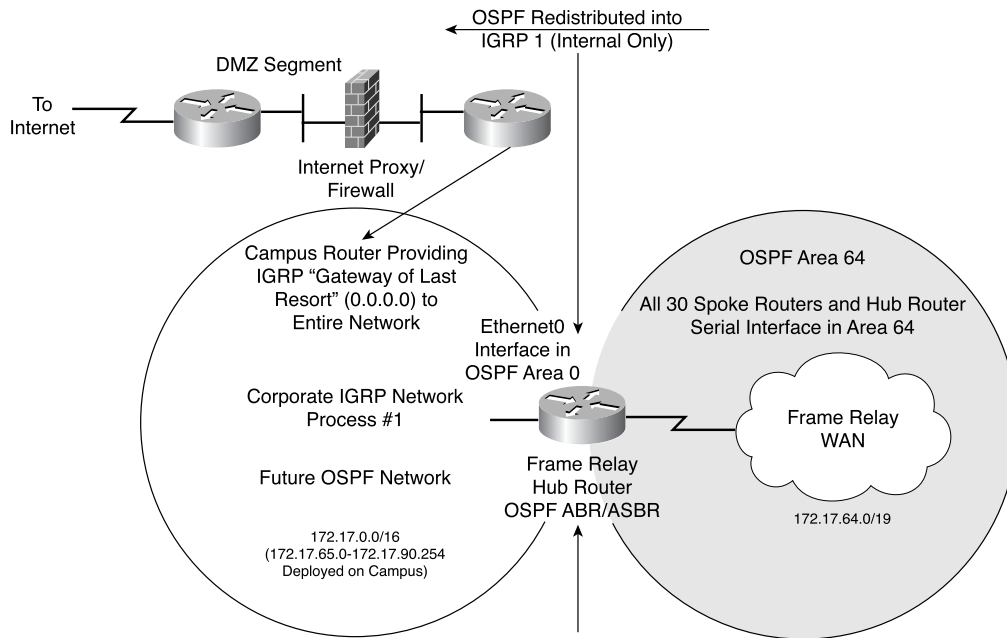 OSPF Redistributed into
IGRP 1 (Internal Only)
DMZ Segment
To
Internet
Internet Proxy/
Firewall
Campus Router Providing
IGRP “Gateway of Last
Resort” (0.0.0.0) to
Entire Network
Ethernet0
Interface in
OSPF Area 0
OSPF Area 64
All 30 Spoke Routers and Hub Router
Serial Interface in Area 64
Corporate IGRP Network
Process #1
Frame Relay
WAN
Future OSPF Network
Frame Relay
Hub Router
OSPF ABR/ASBR
172.17.64.0/19
172.17.0.0/16
(172.17.65.0-172.17.90.254
Deployed on Campus)